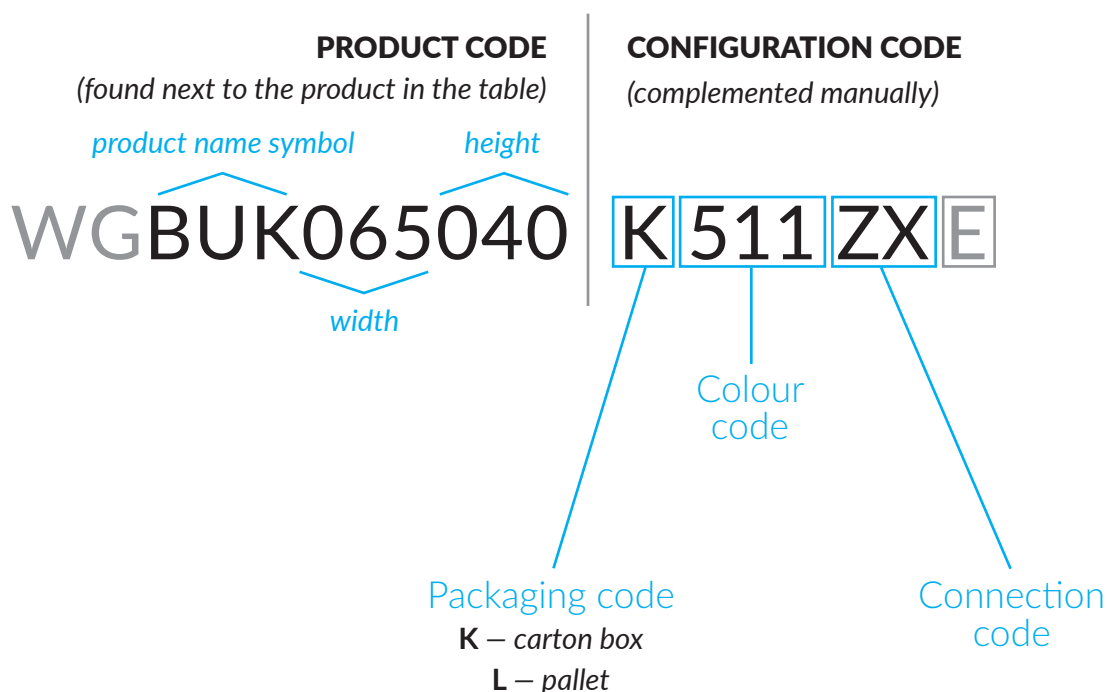 PRODUCT CODE
(found next to the product in the table)
product name symbol
height
WGBUK065040
width
CONFIGURATION CODE
(complemented manually)
K 511 ZX E
Colour
code
Packaging code
K – carton box
L – pallet
Connection
code